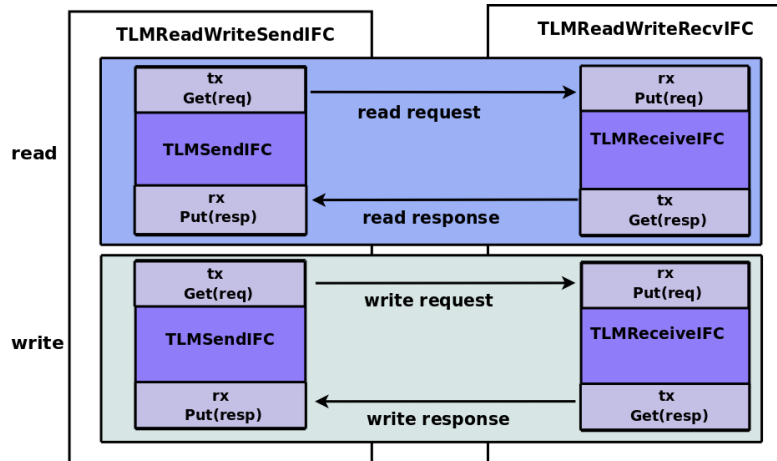 TLMReadWriteSendIFC
TLMReadWriteRecvIFC
read
tx
Get(req)
TLMSendIFC
rx
Put(resp)
read request
read response
rx
Put(req)
TLMReceiveIFC
tx
Get(resp)
write
tx
Get(req)
TLMSendIFC
rx
Put(resp)
write request
write response
rx
Put(req)
TLMReceiveIFC
tx
Get(resp)